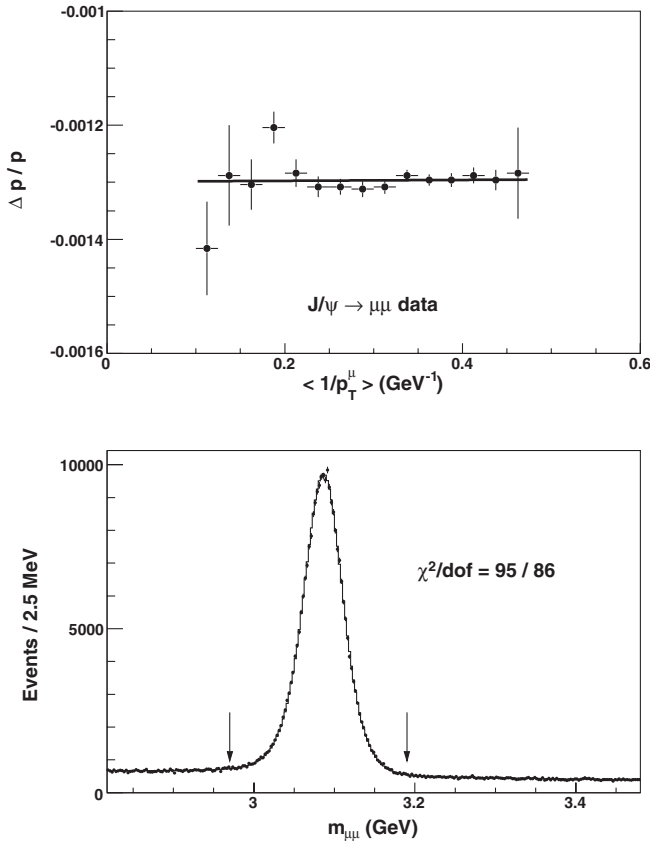 -0.001
-0.0012
-0.0014
-0.0016
Δ p / p
J/ψ → μμ data
0 0.2 0.4 0.6
< 1/p_T^μ > (GeV⁻¹)
10000
5000
0
Events / 2.5 MeV
χ²/dof = 95 / 86
3 3.2 3.4
m_μμ (GeV)